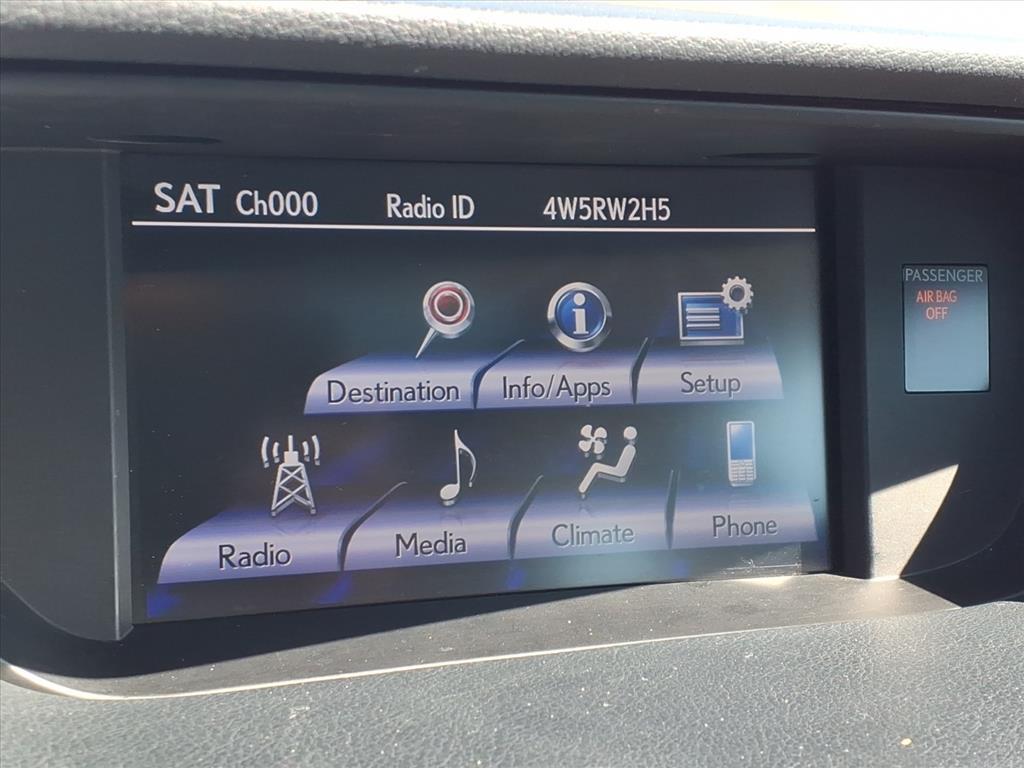 SAT Ch000 Radio ID 4W5RW2H5
PASSENGER
AIR BAG
OFF
Destination Info/Apps Setup
Radio Media Climate Phone